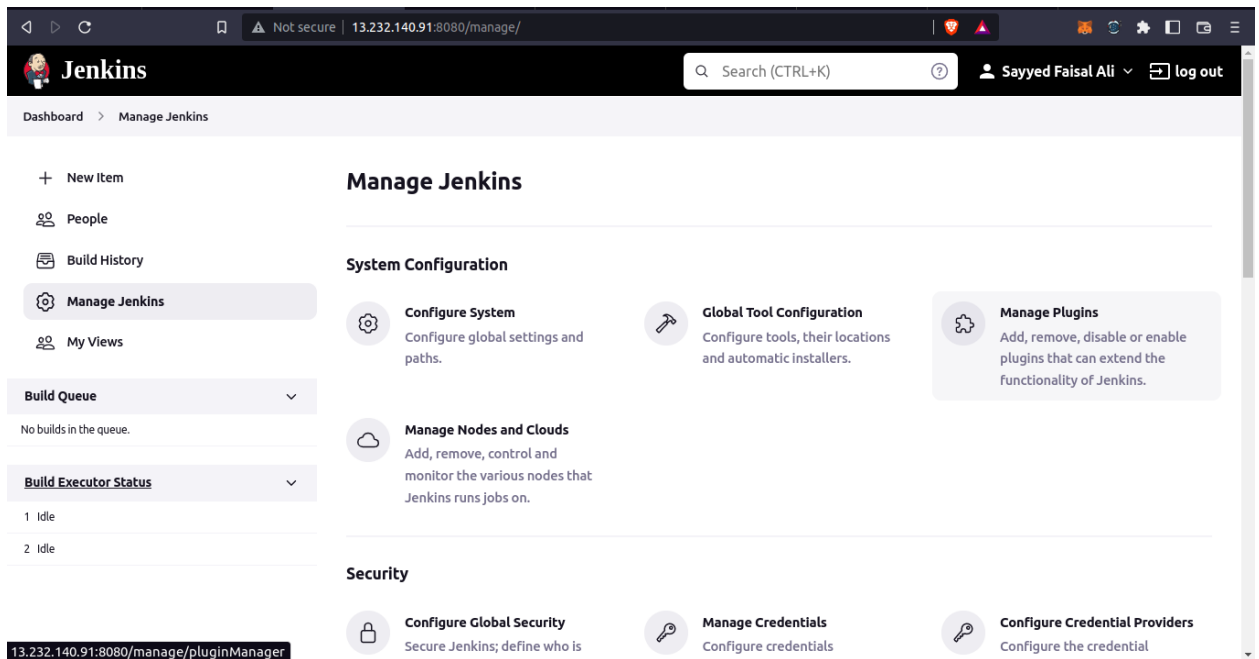 Not secure | 13.232.140.91:8080/manage/
Jenkins
Search (CTRL+K)
Sayyed Faisal Ali
log out
Dashboard > Manage Jenkins
New Item
People
Build History
Manage Jenkins
My Views
Build Queue
No builds in the queue.
Build Executor Status
1 Idle
2 Idle
Manage Jenkins
System Configuration
Configure System
Configure global settings and
paths.
Global Tool Configuration
Configure tools, their locations
and automatic installers.
Manage Plugins
Add, remove, disable or enable
plugins that can extend the
functionality of Jenkins.
Manage Nodes and Clouds
Add, remove, control and
monitor the various nodes that
Jenkins runs jobs on.
Security
Configure Global Security
Secure Jenkins; define who is
Manage Credentials
Configure credentials
Configure Credential Providers
Configure the credential
13.232.140.91:8080/manage/pluginManager